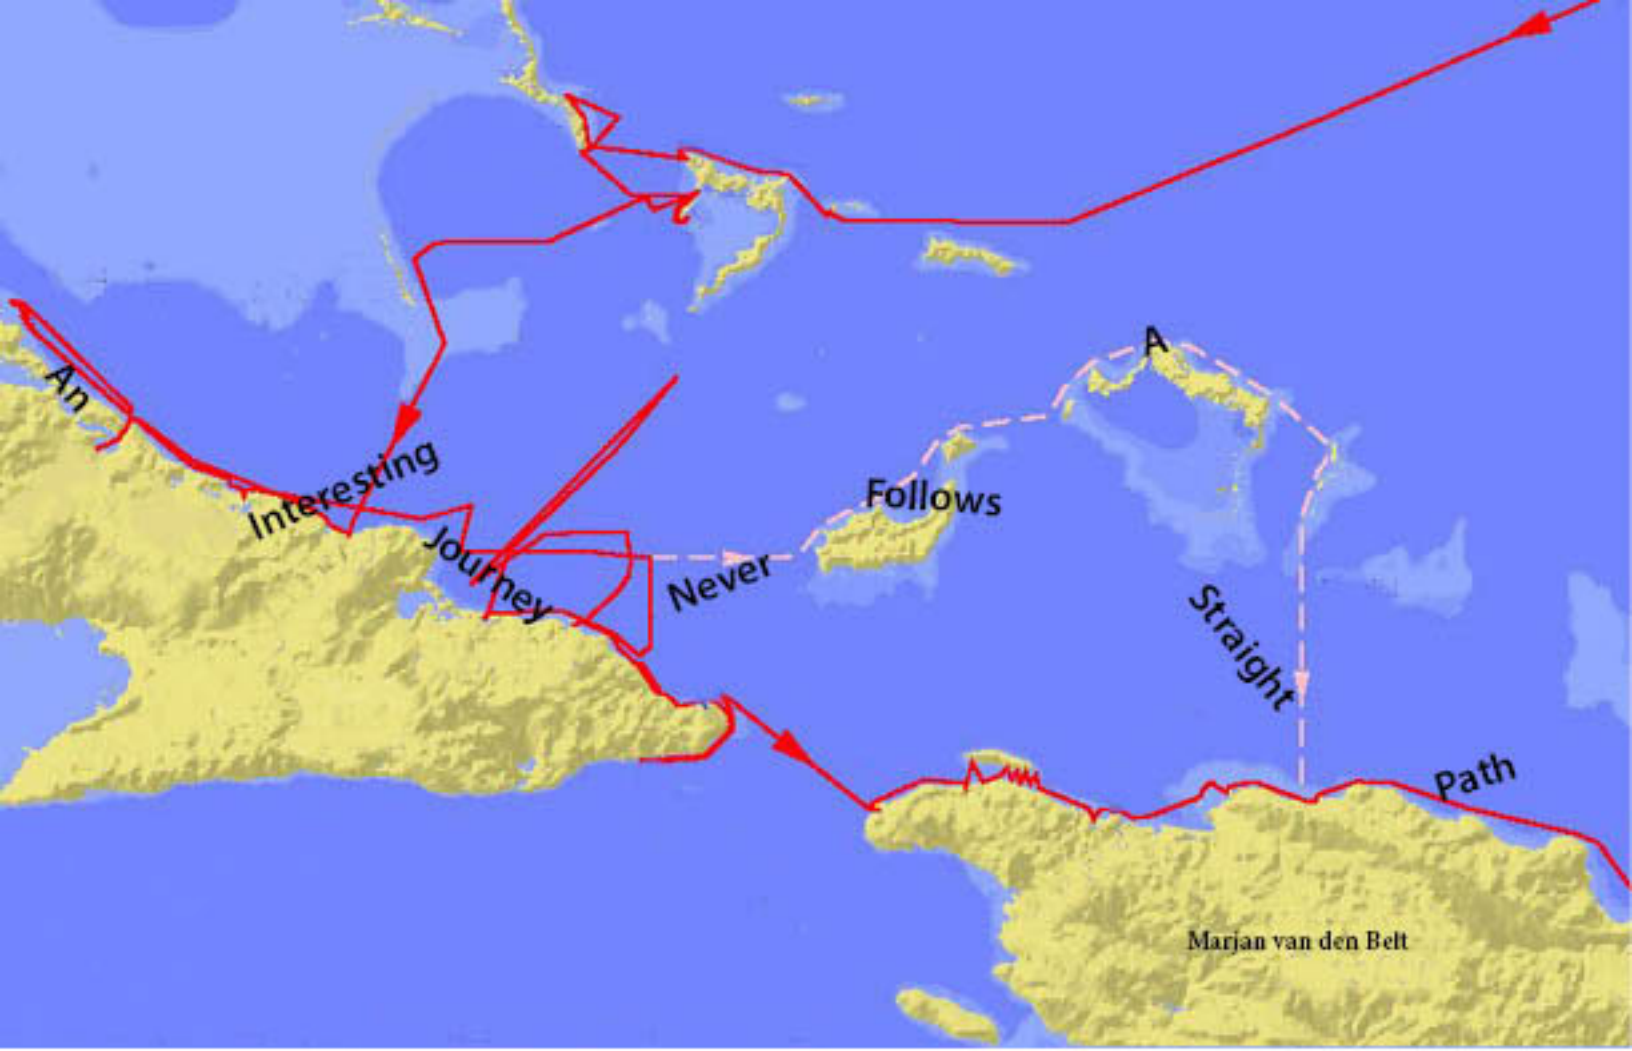 An
Interesting
Journey
Never
Follows
A
Straight
Path
Marjan van den Belt